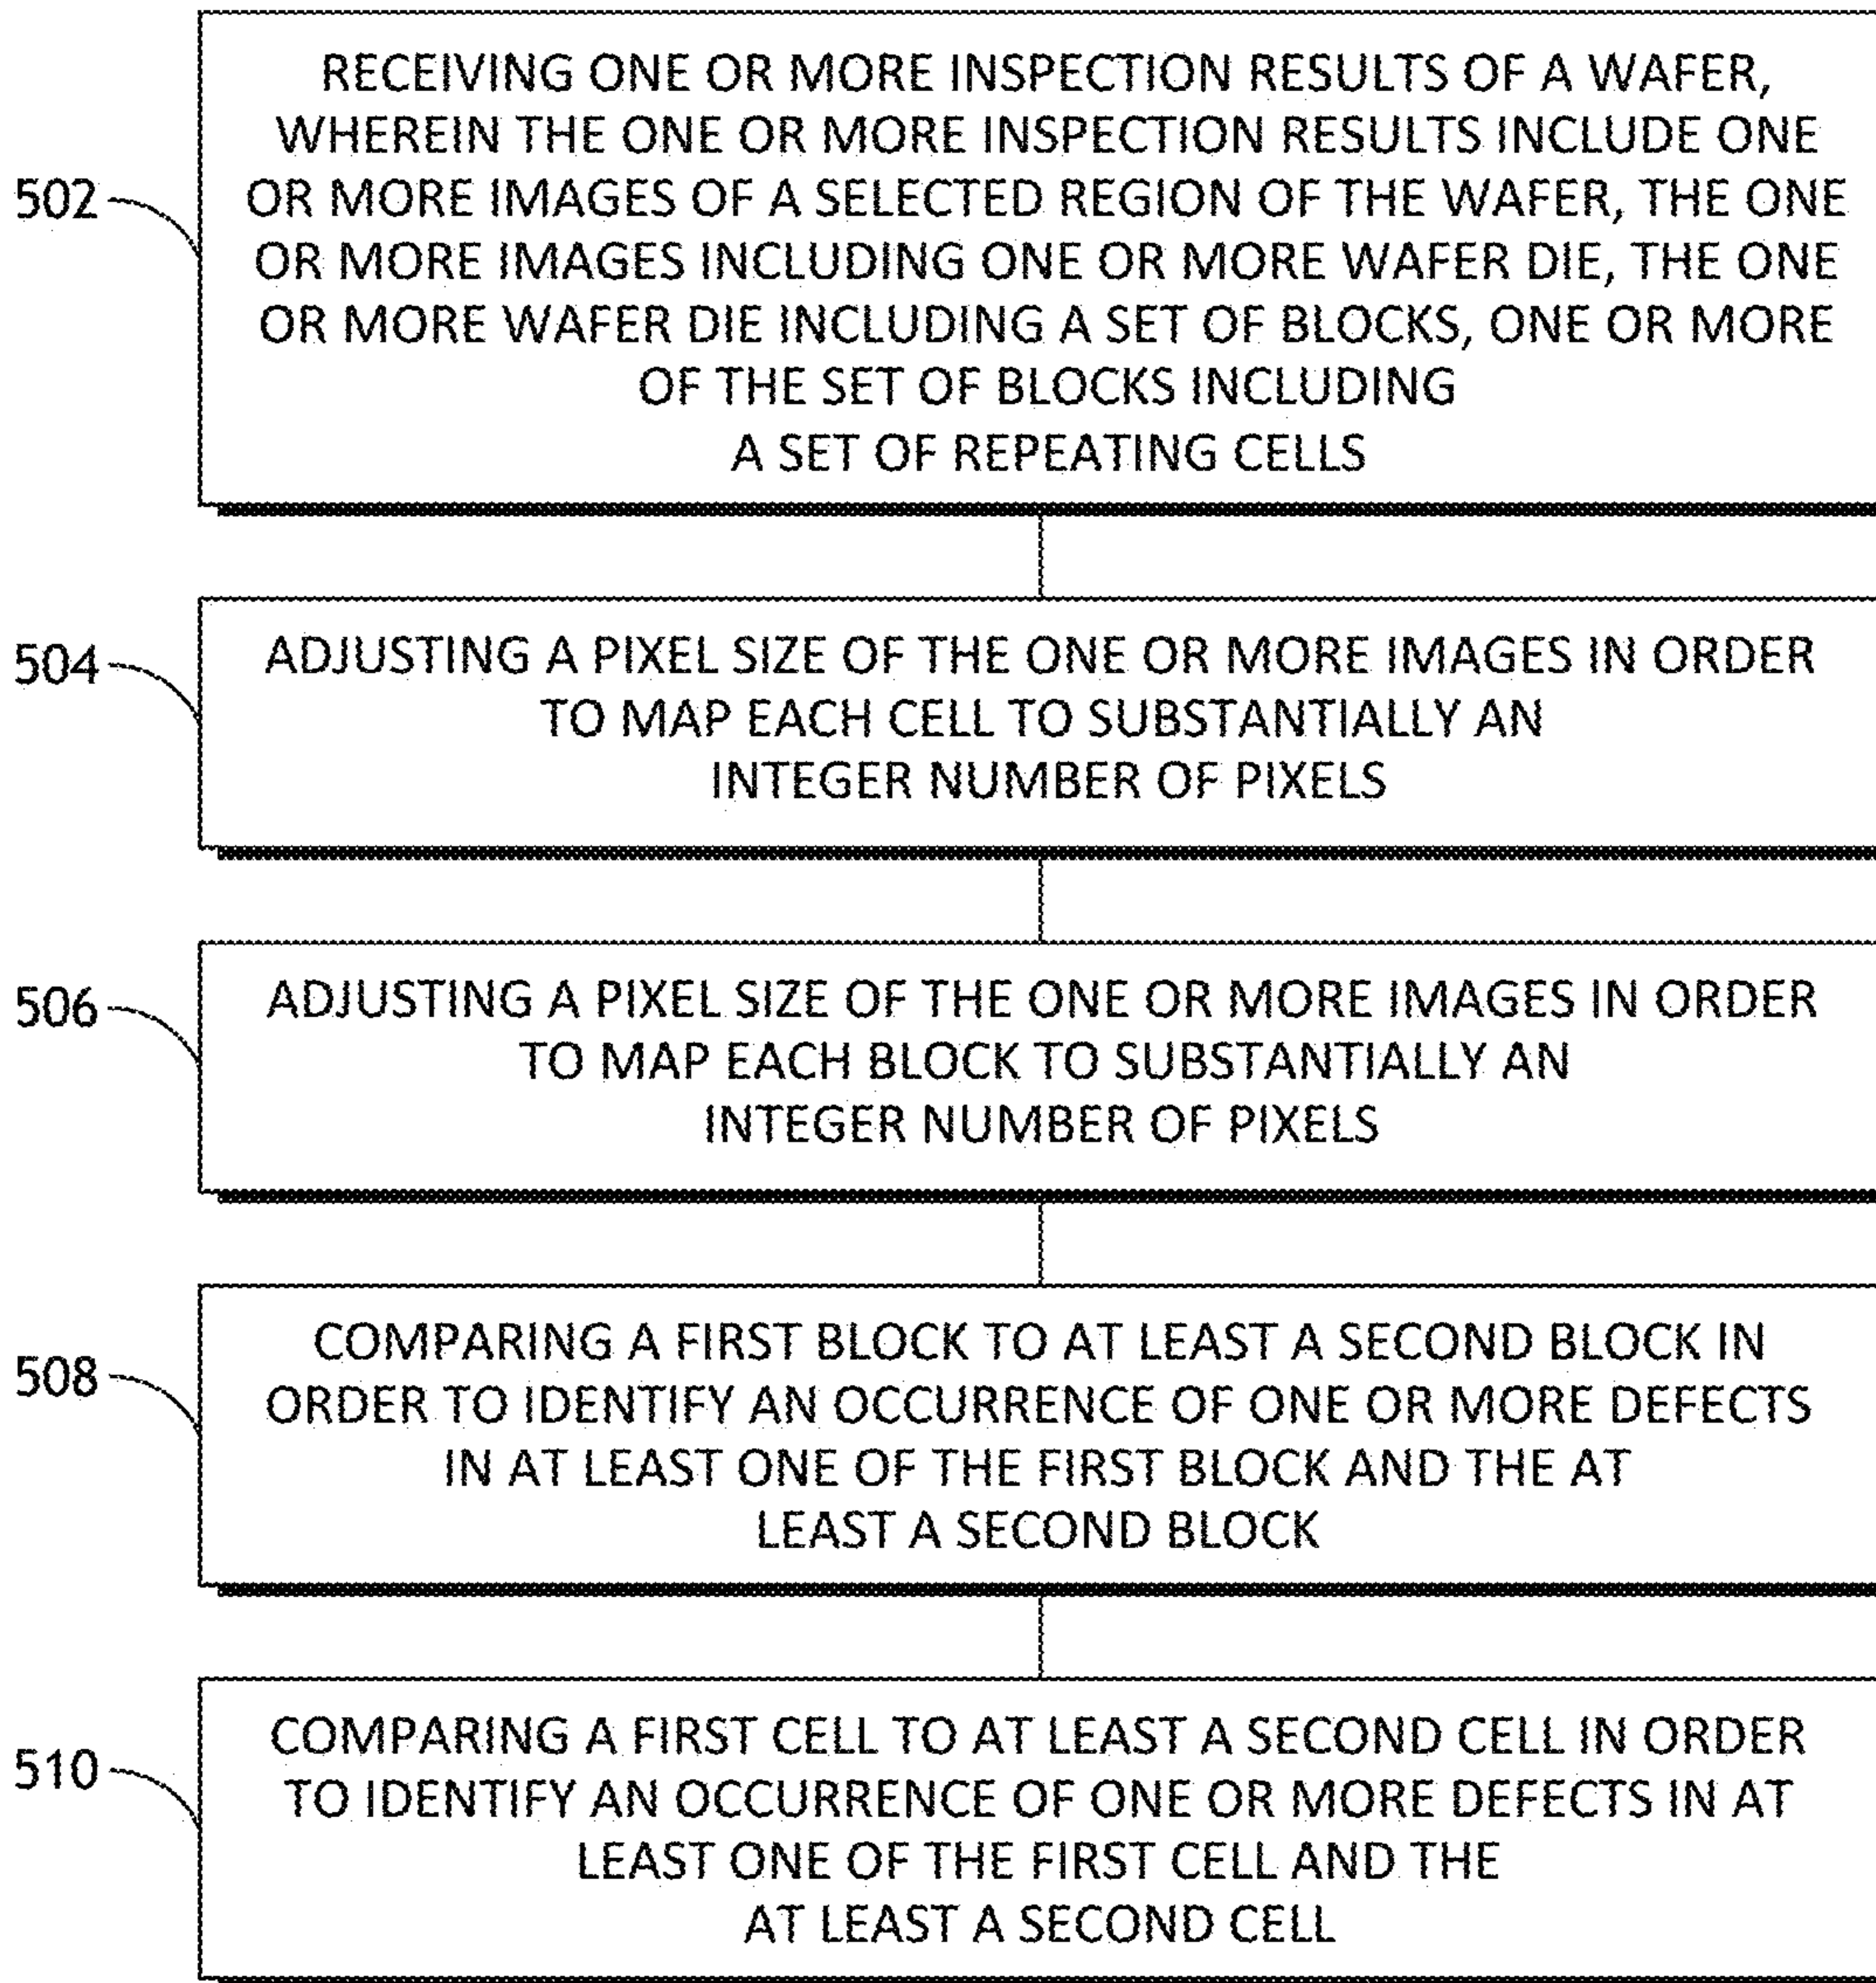 502
RECEIVING ONE OR MORE INSPECTION RESULTS OF A WAFER,
WHEREIN THE ONE OR MORE INSPECTION RESULTS INCLUDE ONE
OR MORE IMAGES OF A SELECTED REGION OF THE WAFER, THE ONE
OR MORE IMAGES INCLUDING ONE OR MORE WAFER DIE, THE ONE
OR MORE WAFER DIE INCLUDING A SET OF BLOCKS, ONE OR MORE
OF THE SET OF BLOCKS INCLUDING
A SET OF REPEATING CELLS
504
ADJUSTING A PIXEL SIZE OF THE ONE OR MORE IMAGES IN ORDER
TO MAP EACH CELL TO SUBSTANTIALLY AN
INTEGER NUMBER OF PIXELS
506
ADJUSTING A PIXEL SIZE OF THE ONE OR MORE IMAGES IN ORDER
TO MAP EACH BLOCK TO SUBSTANTIALLY AN
INTEGER NUMBER OF PIXELS
508
COMPARING A FIRST BLOCK TO AT LEAST A SECOND BLOCK IN
ORDER TO IDENTIFY AN OCCURRENCE OF ONE OR MORE DEFECTS
IN AT LEAST ONE OF THE FIRST BLOCK AND THE AT
LEAST A SECOND BLOCK
510
COMPARING A FIRST CELL TO AT LEAST A SECOND CELL IN ORDER
TO IDENTIFY AN OCCURRENCE OF ONE OR MORE DEFECTS IN AT
LEAST ONE OF THE FIRST CELL AND THE
AT LEAST A SECOND CELL